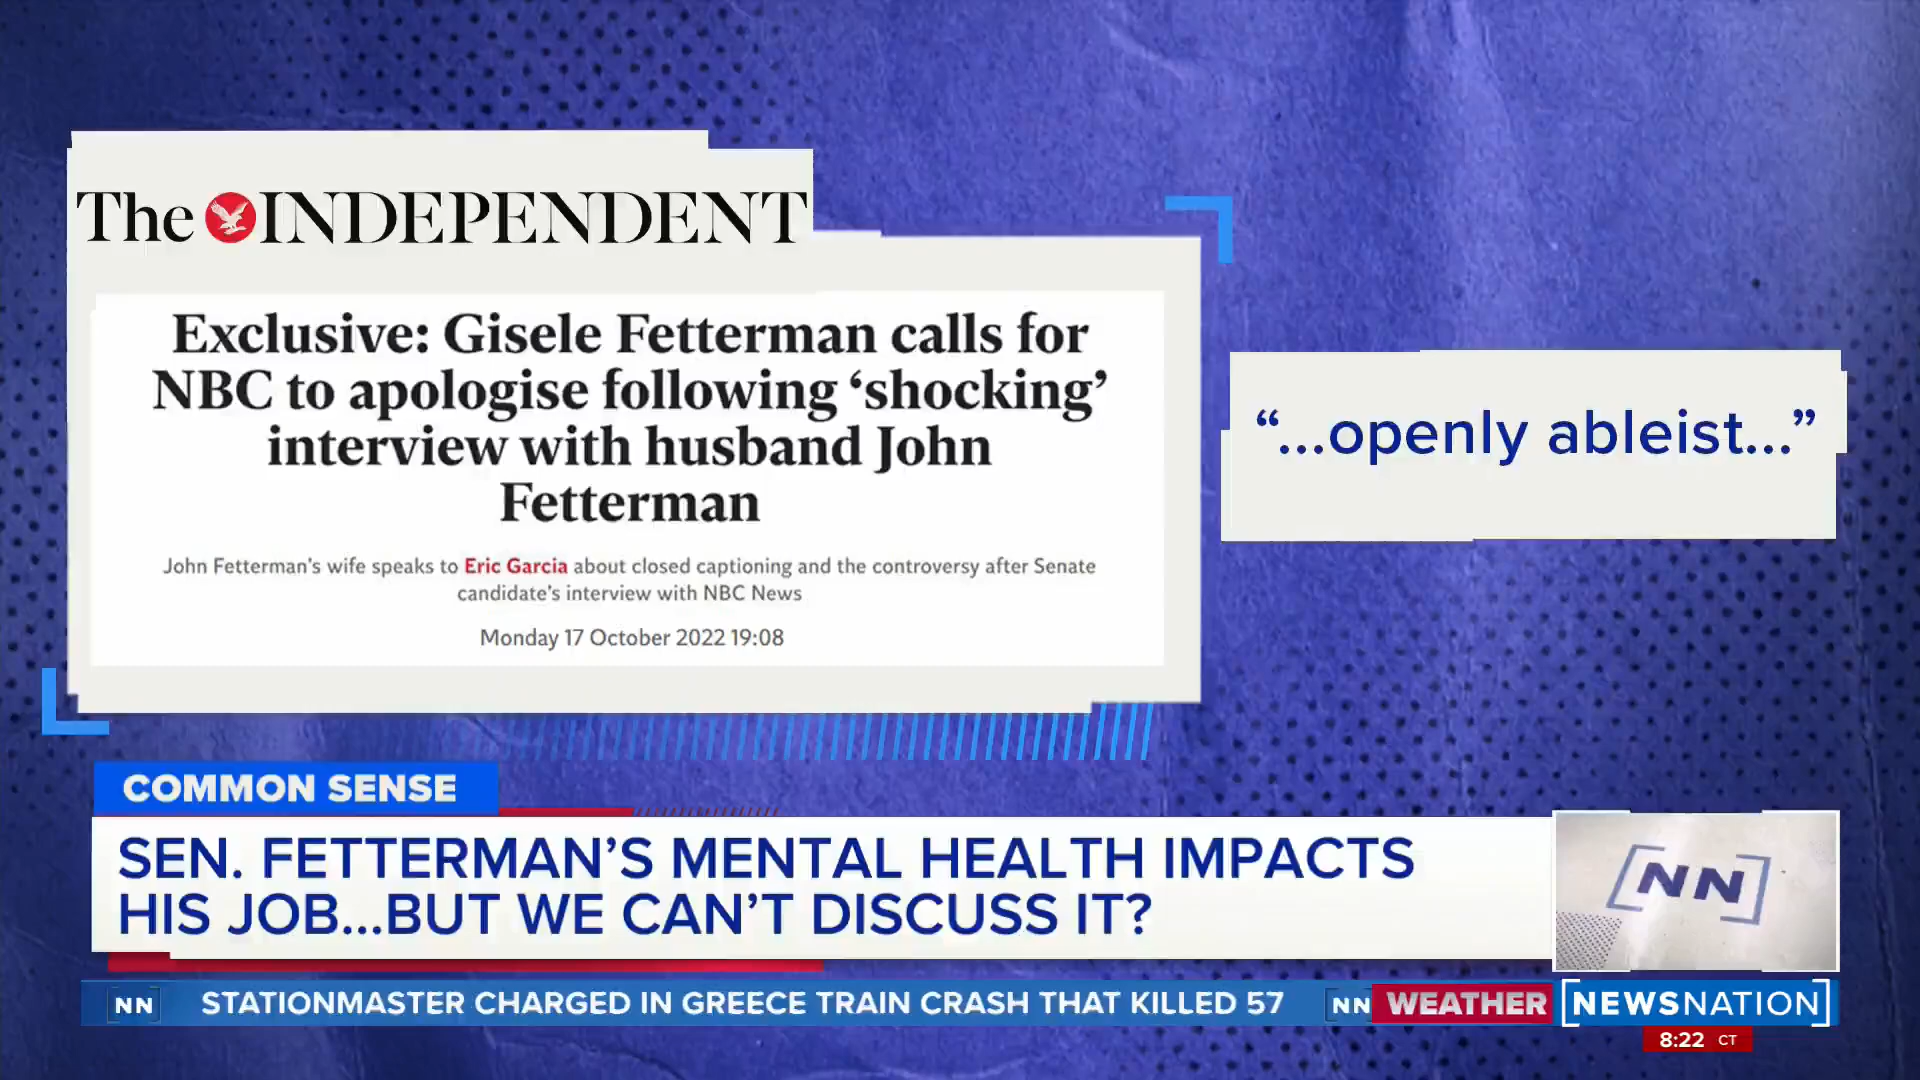 The INDEPENDENT
Exclusive: Gisele Fetterman calls for
NBC to apologise following ‘shocking’
interview with husband John
Fetterman
John Fetterman’s wife speaks to Eric Garcia about closed captioning and the controversy after Senate
candidate’s interview with NBC News
Monday 17 October 2022 19:08
“...openly ableist...”
COMMON SENSE
SEN. FETTERMAN’S MENTAL HEALTH IMPACTS
HIS JOB...BUT WE CAN’T DISCUSS IT?
NN
NN STATIONMASTER CHARGED IN GREECE TRAIN CRASH THAT KILLED 57 NN WEATHER NEWSNATION
8:22 CT